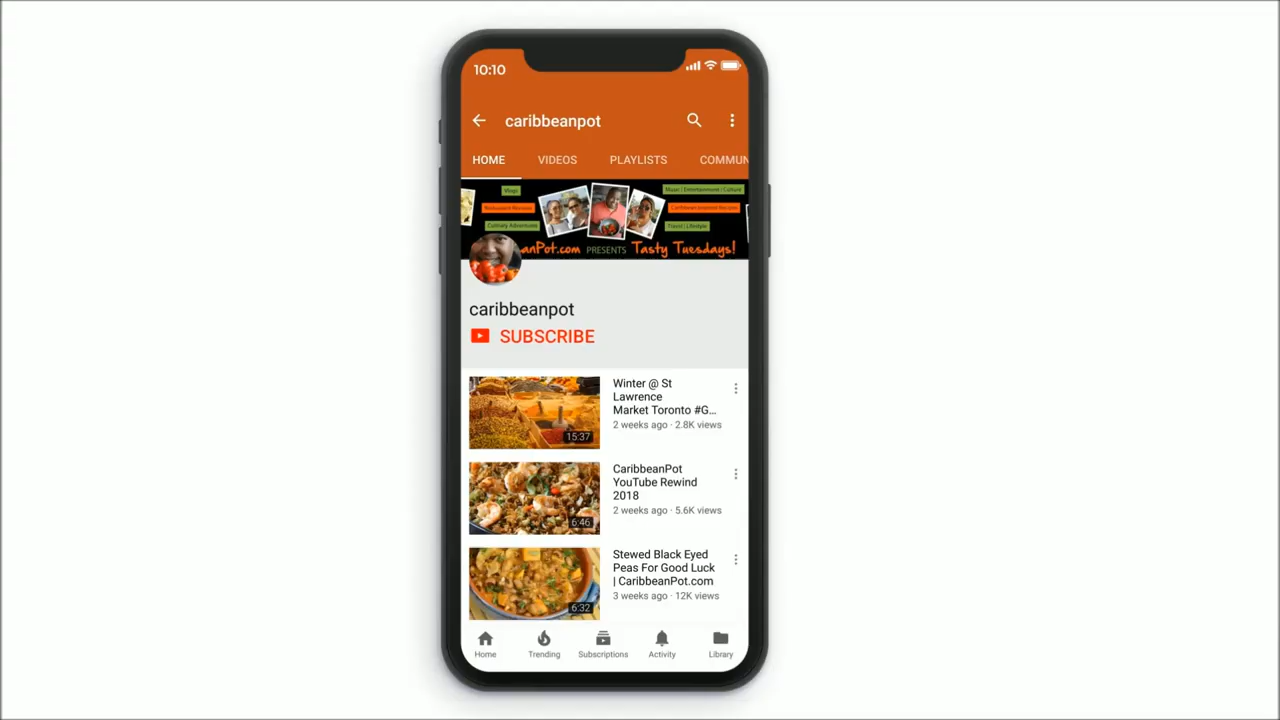 10:10
caribbeanpot
HOME VIDEOS PLAYLISTS COMMUN
Vlogs
Music | Entertainment | Culture
Culinary Adventures
Travel | Lifestyle
anPot.com PRESENTS Tasty Tuesdays!
caribbeanpot
SUBSCRIBE
Winter @ St
Lawrence
Market Toronto #G...
2 weeks ago · 2.8K views
15:37
CaribbeanPot
YouTube Rewind
2018
2 weeks ago · 5.6K views
6:46
Stewed Black Eyed
Peas For Good Luck
| CaribbeanPot.com
3 weeks ago · 12K views
6:32
Home Trending Subscriptions Activity Library